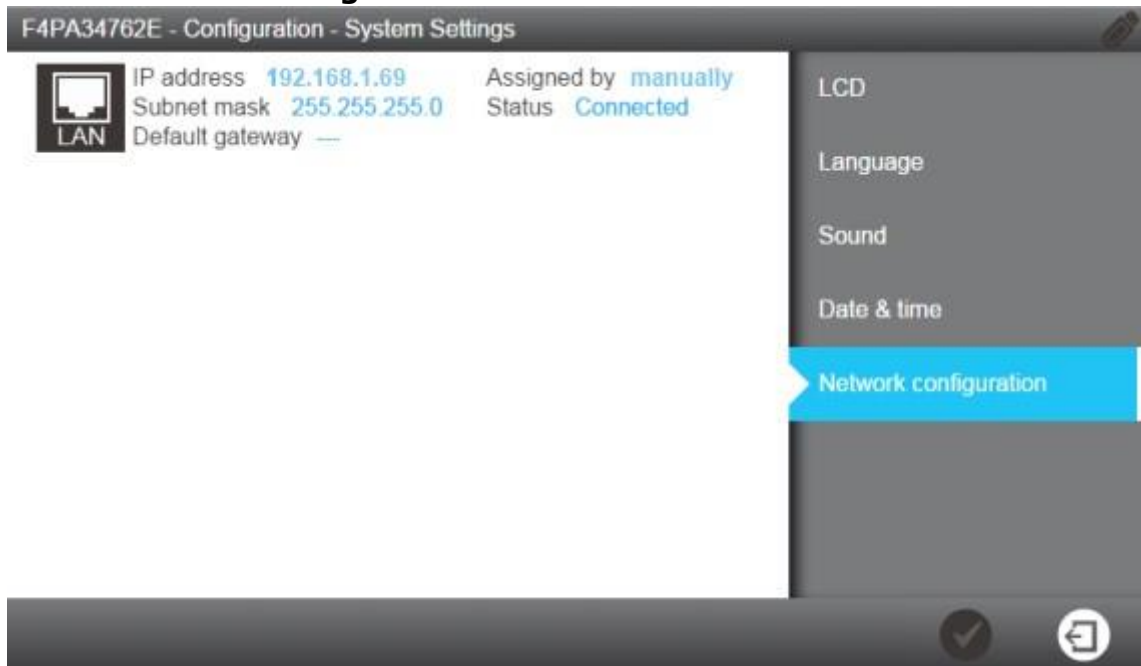 F4PA34762E - Configuration - System Settings
IP address 192.168.1.69 Assigned by manually
Subnet mask 255.255.255.0 Status Connected
Default gateway ---
LAN
LCD
Language
Sound
Date & time
Network configuration